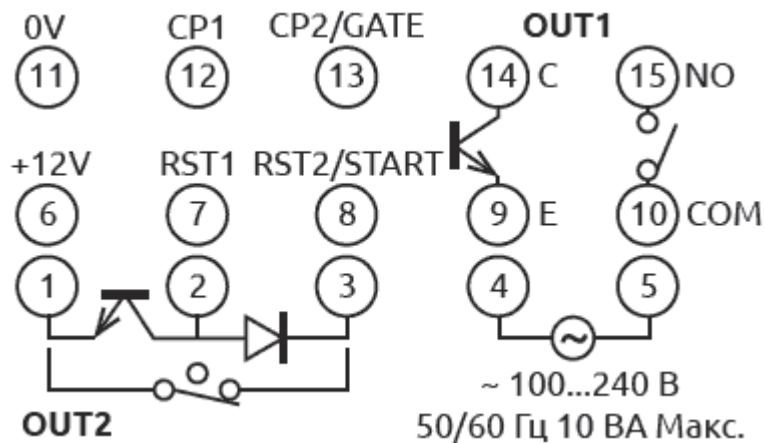 0V CP1 CP2/GATE OUT1
11 12 13 14 C 15 NO
+12V RST1 RST2/START
6 7 8 9 E 10 COM
1 2 3 4 5
~ 100...240 В
OUT2 50/60 Гц 10 ВА Макс.